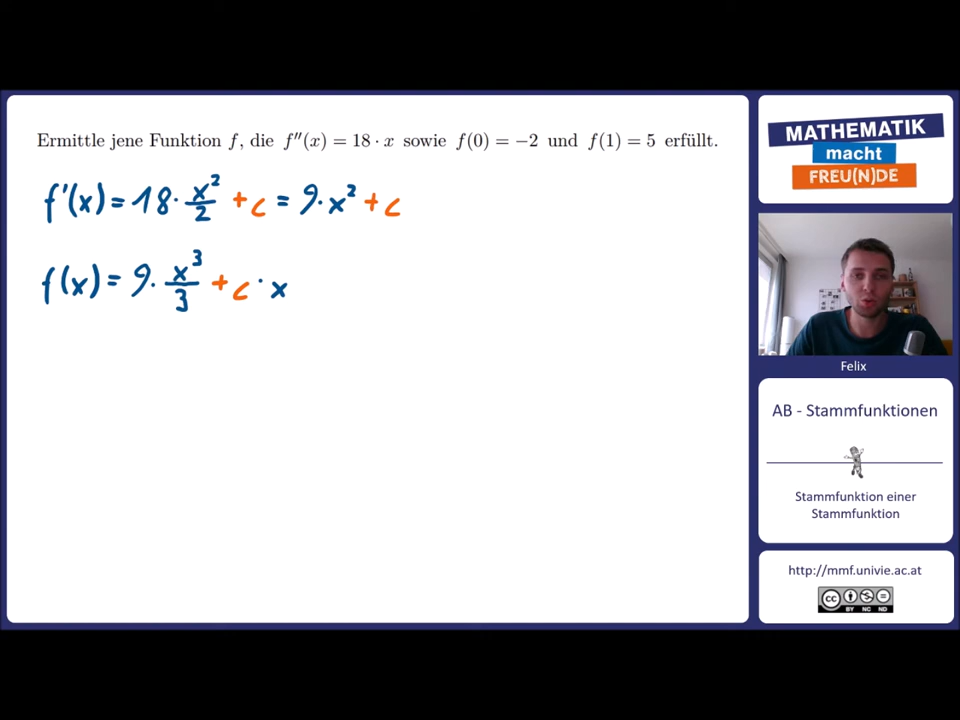 Ermittle jene Funktion f, die f''(x) = 18 · x sowie f(0) = −2 und f(1) = 5 erfüllt.
f'(x) = 18 · x²/2 + c = 9 · x² + c
f(x) = 9 · x³/3 + c · x
MATHEMATIK
macht
FREU(N)DE
Felix
AB - Stammfunktionen
Stammfunktion einer
Stammfunktion
http://mmf.univie.ac.at
cc
BY NC ND